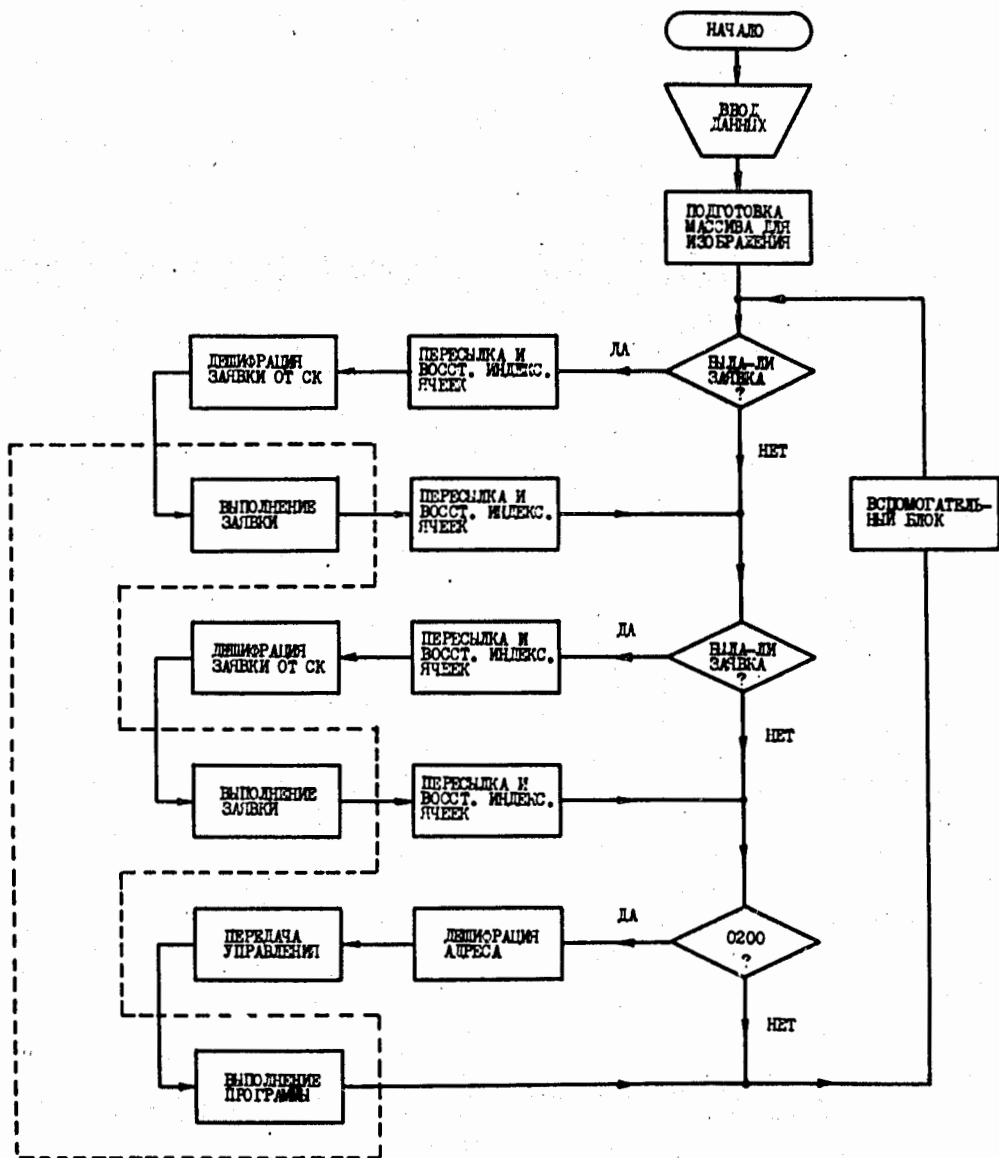 НАЧАЛО
ВВОД
ДАННЫХ
ПОДГОТОВКА
МАССИВА ДЛЯ
ИЗОБРАЖЕНИЯ
ДЕШИФРАЦИЯ
ЗАЯВКИ ОТ СК
ПЕРЕСЫЛКА И
ВОССТ. ИНДЕКС.
ЯЧЕЕК
ДА
БЫЛА-ЛИ
ЗАЯВКА
?
НЕТ
ВЫПОЛНЕНИЕ
ЗАЯВКИ
ПЕРЕСЫЛКА И
ВОССТ. ИНДЕКС.
ЯЧЕЕК
ВСПОМОГАТЕЛЬ-
НЫЙ БЛОК
ДЕШИФРАЦИЯ
ЗАЯВКИ ОТ СК
ПЕРЕСЫЛКА И
ВОССТ. ИНДЕКС.
ЯЧЕЕК
ДА
БЫЛА-ЛИ
ЗАЯВКА
?
НЕТ
ВЫПОЛНЕНИЕ
ЗАЯВКИ
ПЕРЕСЫЛКА И
ВОССТ. ИНДЕКС.
ЯЧЕЕК
ПЕРЕДАЧА
УПРАВЛЕНИЯ
ДЕШИФРАЦИЯ
АДРЕСА
ДА
0200
?
НЕТ
ВЫПОЛНЕНИЕ
ПРОГРАММЫ